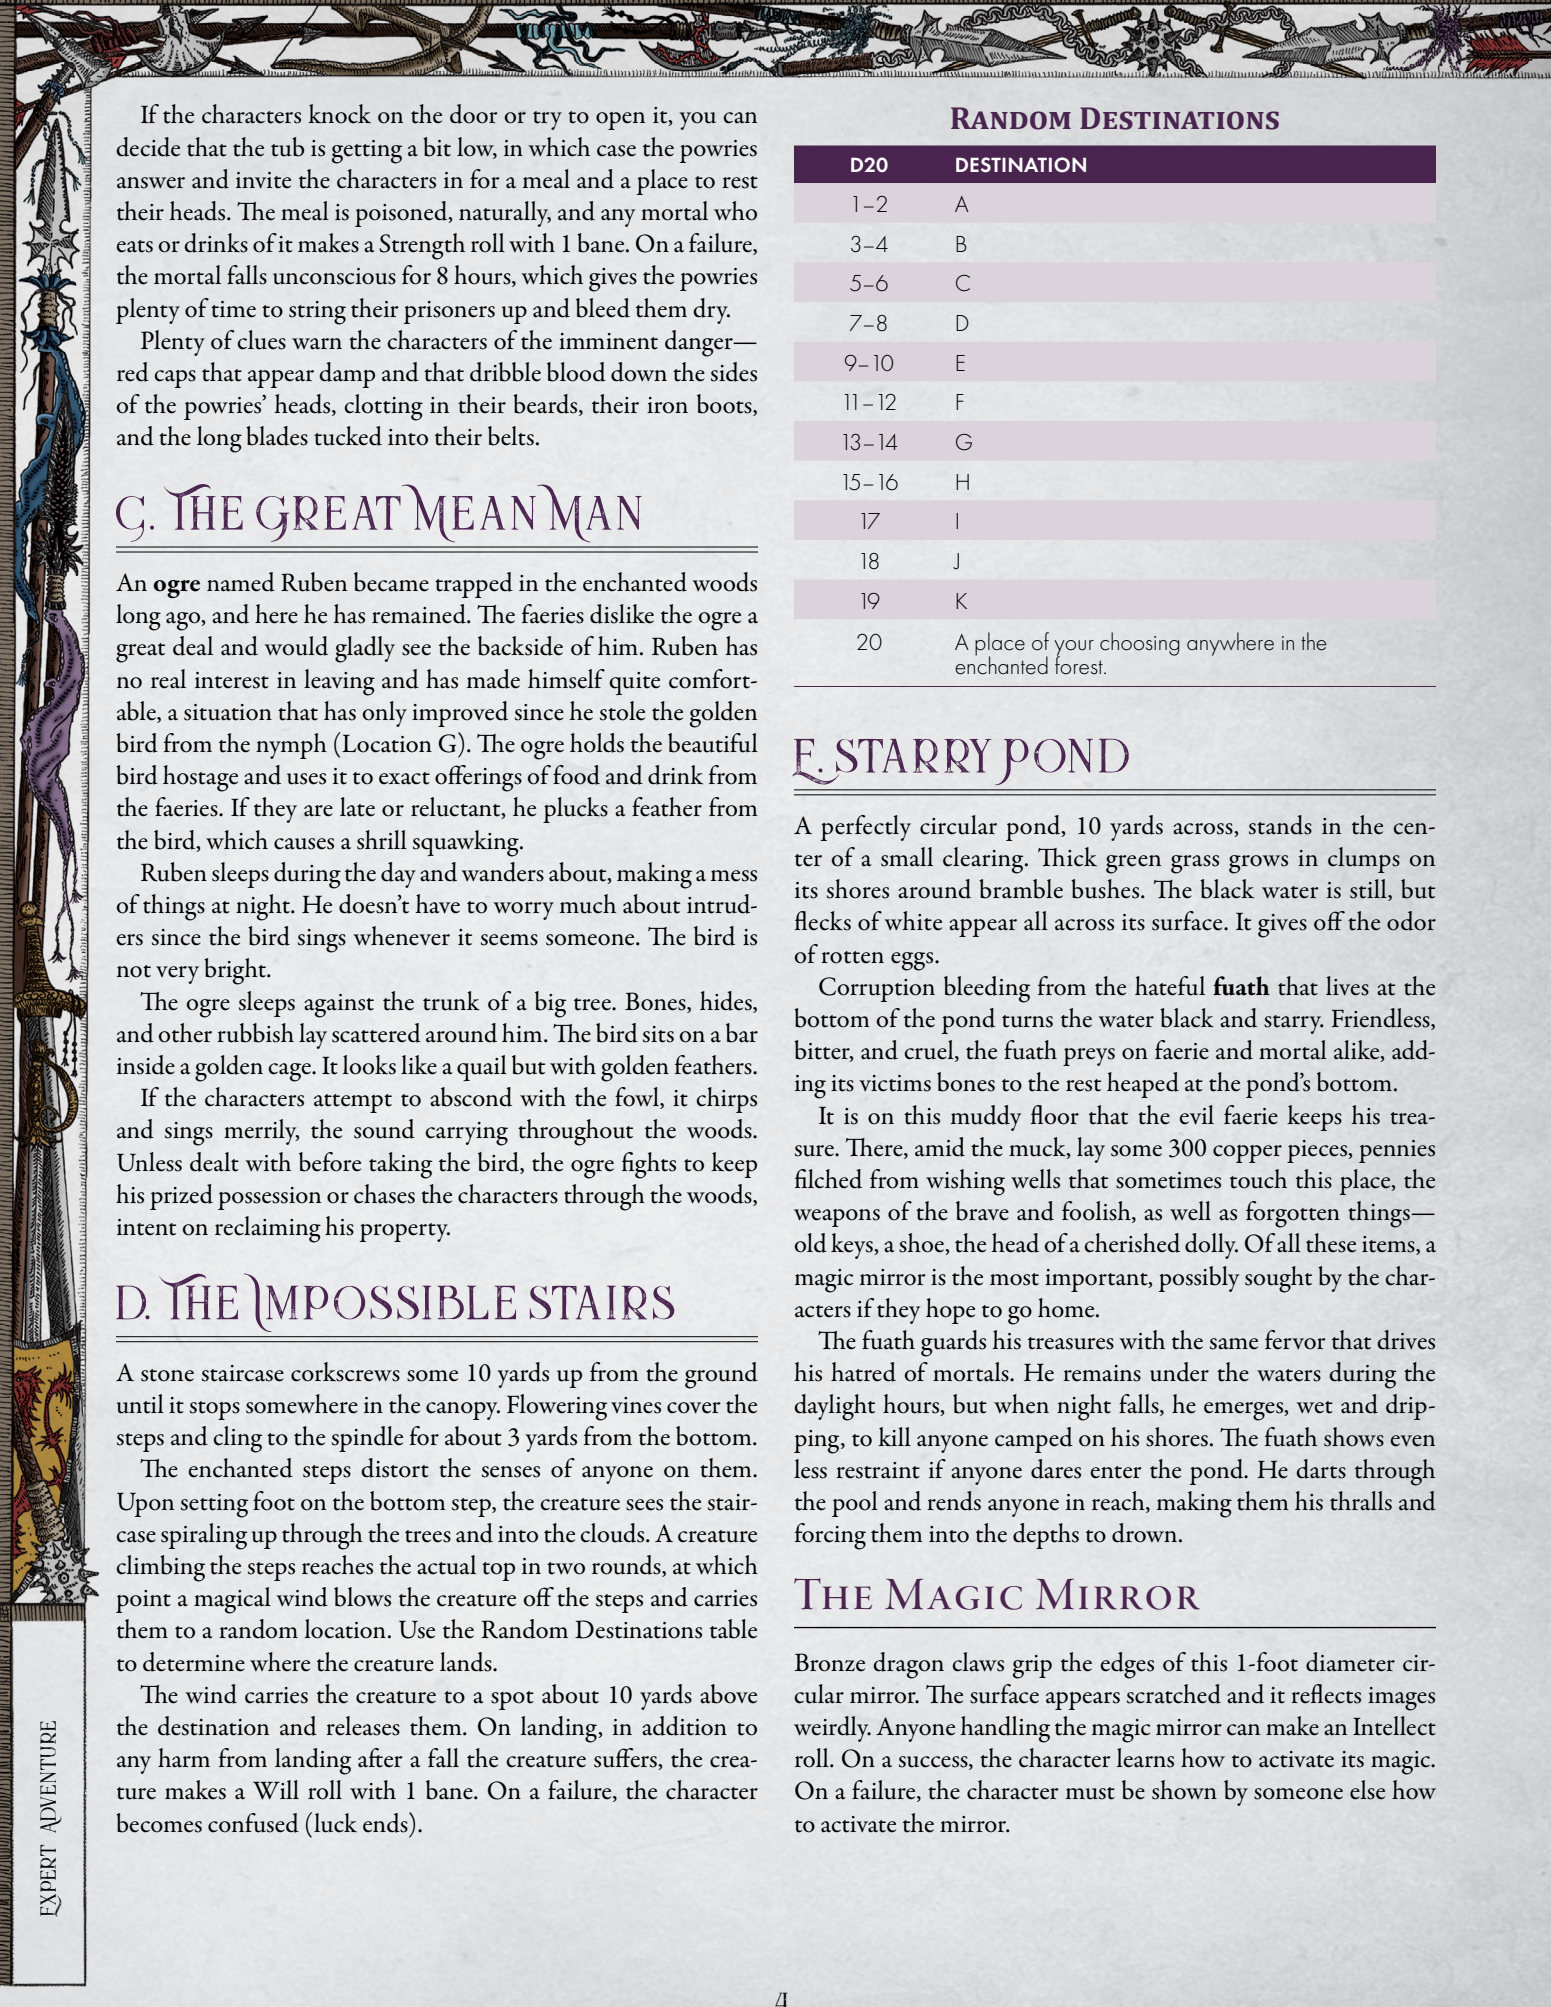 If the characters knock on the door or try to open it, you can
decide that the tub is getting a bit low, in which case the powries
answer and invite the characters in for a meal and a place to rest
their heads. The meal is poisoned, naturally, and any mortal who
eats or drinks of it makes a Strength roll with 1 bane. On a failure,
the mortal falls unconscious for 8 hours, which gives the powries
plenty of time to string their prisoners up and bleed them dry.
Plenty of clues warn the characters of the imminent danger—
red caps that appear damp and that dribble blood down the sides
of the powries’ heads, clotting in their beards, their iron boots,
and the long blades tucked into their belts.
C. THE GREAT MEAN MAN
An ogre named Ruben became trapped in the enchanted woods
long ago, and here he has remained. The faeries dislike the ogre a
great deal and would gladly see the backside of him. Ruben has
no real interest in leaving and has made himself quite comfort-
able, a situation that has only improved since he stole the golden
bird from the nymph (Location G). The ogre holds the beautiful
bird hostage and uses it to exact offerings of food and drink from
the faeries. If they are late or reluctant, he plucks a feather from
the bird, which causes a shrill squawking.
Ruben sleeps during the day and wanders about, making a mess
of things at night. He doesn’t have to worry much about intrud-
ers since the bird sings whenever it seems someone. The bird is
not very bright.
The ogre sleeps against the trunk of a big tree. Bones, hides,
and other rubbish lay scattered around him. The bird sits on a bar
inside a golden cage. It looks like a quail but with golden feathers.
If the characters attempt to abscond with the fowl, it chirps
and sings merrily, the sound carrying throughout the woods.
Unless dealt with before taking the bird, the ogre fights to keep
his prized possession or chases the characters through the woods,
intent on reclaiming his property.
D. THE IMPOSSIBLE STAIRS
A stone staircase corkscrews some 10 yards up from the ground
until it stops somewhere in the canopy. Flowering vines cover the
steps and cling to the spindle for about 3 yards from the bottom.
The enchanted steps distort the senses of anyone on them.
Upon setting foot on the bottom step, the creature sees the stair-
case spiraling up through the trees and into the clouds. A creature
climbing the steps reaches the actual top in two rounds, at which
point a magical wind blows the creature off the steps and carries
them to a random location. Use the Random Destinations table
to determine where the creature lands.
The wind carries the creature to a spot about 10 yards above
the destination and releases them. On landing, in addition to
any harm from landing after a fall the creature suffers, the crea-
ture makes a Will roll with 1 bane. On a failure, the character
becomes confused (luck ends).
RANDOM DESTINATIONS
D20 DESTINATION
1–2 A
3–4 B
5–6 C
7–8 D
9–10 E
11–12 F
13–14 G
15–16 H
17 I
18 J
19 K
20 A place of your choosing anywhere in the
enchanted forest.
E. STARRY POND
A perfectly circular pond, 10 yards across, stands in the cen-
ter of a small clearing. Thick green grass grows in clumps on
its shores around bramble bushes. The black water is still, but
flecks of white appear all across its surface. It gives off the odor
of rotten eggs.
Corruption bleeding from the hateful fuath that lives at the
bottom of the pond turns the water black and starry. Friendless,
bitter, and cruel, the fuath preys on faerie and mortal alike, add-
ing its victims bones to the rest heaped at the pond’s bottom.
It is on this muddy floor that the evil faerie keeps his trea-
sure. There, amid the muck, lay some 300 copper pieces, pennies
filched from wishing wells that sometimes touch this place, the
weapons of the brave and foolish, as well as forgotten things—
old keys, a shoe, the head of a cherished dolly. Of all these items, a
magic mirror is the most important, possibly sought by the char-
acters if they hope to go home.
The fuath guards his treasures with the same fervor that drives
his hatred of mortals. He remains under the waters during the
daylight hours, but when night falls, he emerges, wet and drip-
ping, to kill anyone camped on his shores. The fuath shows even
less restraint if anyone dares enter the pond. He darts through
the pool and rends anyone in reach, making them his thralls and
forcing them into the depths to drown.
THE MAGIC MIRROR
Bronze dragon claws grip the edges of this 1-foot diameter cir-
cular mirror. The surface appears scratched and it reflects images
weirdly. Anyone handling the magic mirror can make an Intellect
roll. On a success, the character learns how to activate its magic.
On a failure, the character must be shown by someone else how
to activate the mirror.
EXPERT ADVENTURE
4